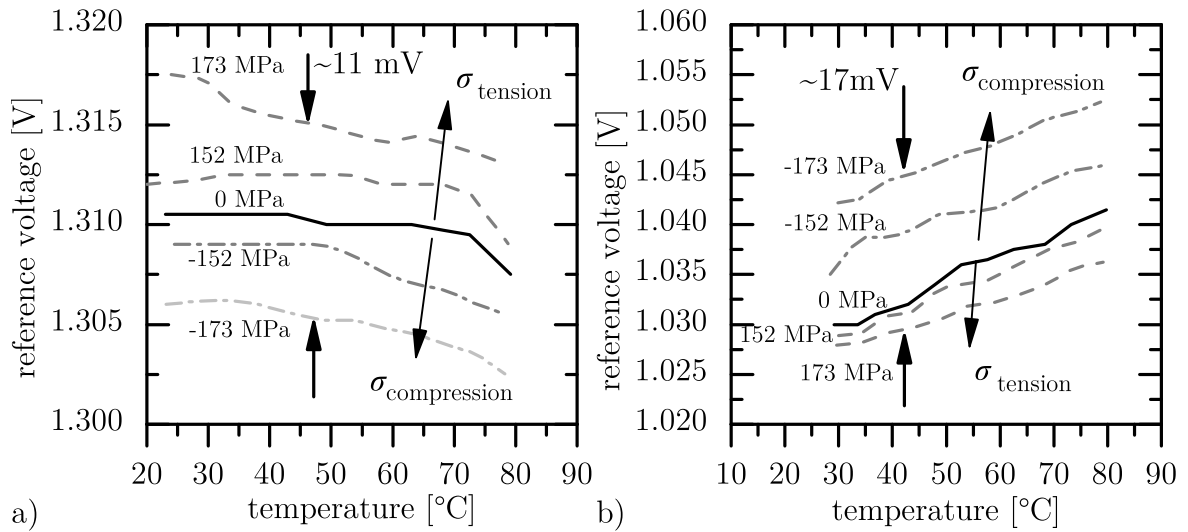 1.320
1.315
1.310
1.305
1.300
reference voltage [V]
173 MPa
~11 mV
σ tension
152 MPa
0 MPa
-152 MPa
-173 MPa
σcompression
20 30 40 50 60 70 80 90
temperature [°C]
a)
1.060
1.055
1.050
1.045
1.040
1.035
1.030
1.025
1.020
reference voltage [V]
~17mV
σcompression
-173 MPa
-152 MPa
0 MPa
152 MPa
173 MPa
σ tension
10 20 30 40 50 60 70 80 90
temperature [°C]
b)